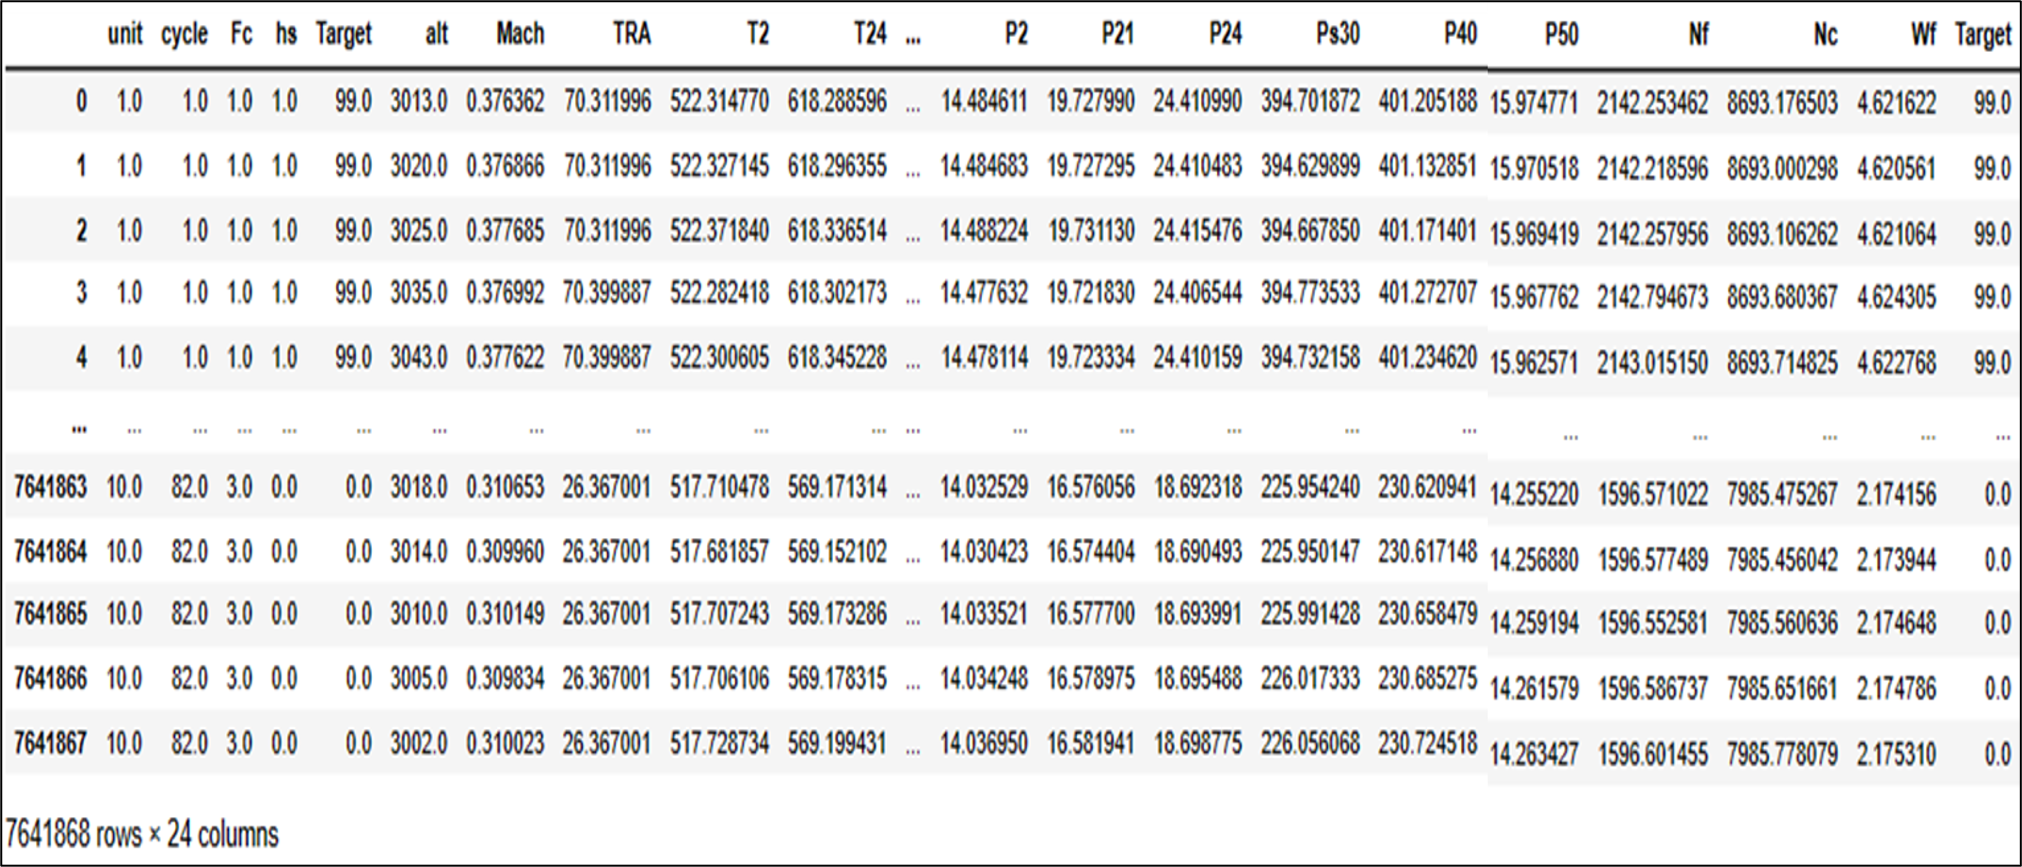 unit cycle Fc hs Target alt Mach TRA T2 T24 ... P2 P21 P24 Ps30 P40 P50 Nf Nc Wf Target
0 1.0 1.0 1.0 1.0 99.0 3013.0 0.376362 70.311996 522.314770 618.288596 ... 14.484611 19.727990 24.410990 394.701872 401.205188 15.974771 2142.253462 8693.176503 4.621622 99.0
1 1.0 1.0 1.0 1.0 99.0 3020.0 0.376866 70.311996 522.327145 618.296355 ... 14.484683 19.727295 24.410483 394.629899 401.132851 15.970518 2142.218596 8693.000298 4.620561 99.0
2 1.0 1.0 1.0 1.0 99.0 3025.0 0.377685 70.311996 522.371840 618.336514 ... 14.488224 19.731130 24.415476 394.667850 401.171401 15.969419 2142.257956 8693.106262 4.621064 99.0
3 1.0 1.0 1.0 1.0 99.0 3035.0 0.376992 70.399887 522.282418 618.302173 ... 14.477632 19.721830 24.406544 394.773533 401.272707 15.967762 2142.794673 8693.680367 4.624305 99.0
4 1.0 1.0 1.0 1.0 99.0 3043.0 0.377622 70.399887 522.300605 618.345228 ... 14.478114 19.723334 24.410159 394.732158 401.234620 15.962571 2143.015150 8693.714825 4.622768 99.0
... ... ... ... ... ... ... ... ... ... ... ... ... ... ... ... ... ... ... ... ... ...
7641863 10.0 82.0 3.0 0.0 0.0 3018.0 0.310653 26.367001 517.710478 569.171314 ... 14.032529 16.576056 18.692318 225.954240 230.620941 14.255220 1596.571022 7985.475267 2.174156 0.0
7641864 10.0 82.0 3.0 0.0 0.0 3014.0 0.309960 26.367001 517.681857 569.152102 ... 14.030423 16.574404 18.690493 225.950147 230.617148 14.256880 1596.577489 7985.456042 2.173944 0.0
7641865 10.0 82.0 3.0 0.0 0.0 3010.0 0.310149 26.367001 517.707243 569.173286 ... 14.033521 16.577700 18.693991 225.991428 230.658479 14.259194 1596.552581 7985.560636 2.174648 0.0
7641866 10.0 82.0 3.0 0.0 0.0 3005.0 0.309834 26.367001 517.706106 569.178315 ... 14.034248 16.578975 18.695488 226.017333 230.685275 14.261579 1596.586737 7985.651661 2.174786 0.0
7641867 10.0 82.0 3.0 0.0 0.0 3002.0 0.310023 26.367001 517.728734 569.199431 ... 14.036950 16.581941 18.698775 226.056068 230.724518 14.263427 1596.601455 7985.778079 2.175310 0.0
7641868 rows × 24 columns